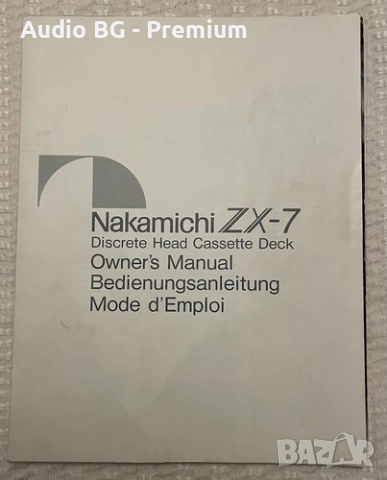 Audio BG - Premium
Nakamichi ZX-7
Discrete Head Cassette Deck
Owner's Manual
Bedienungsanleitung
Mode d'Emploi
BAZAR